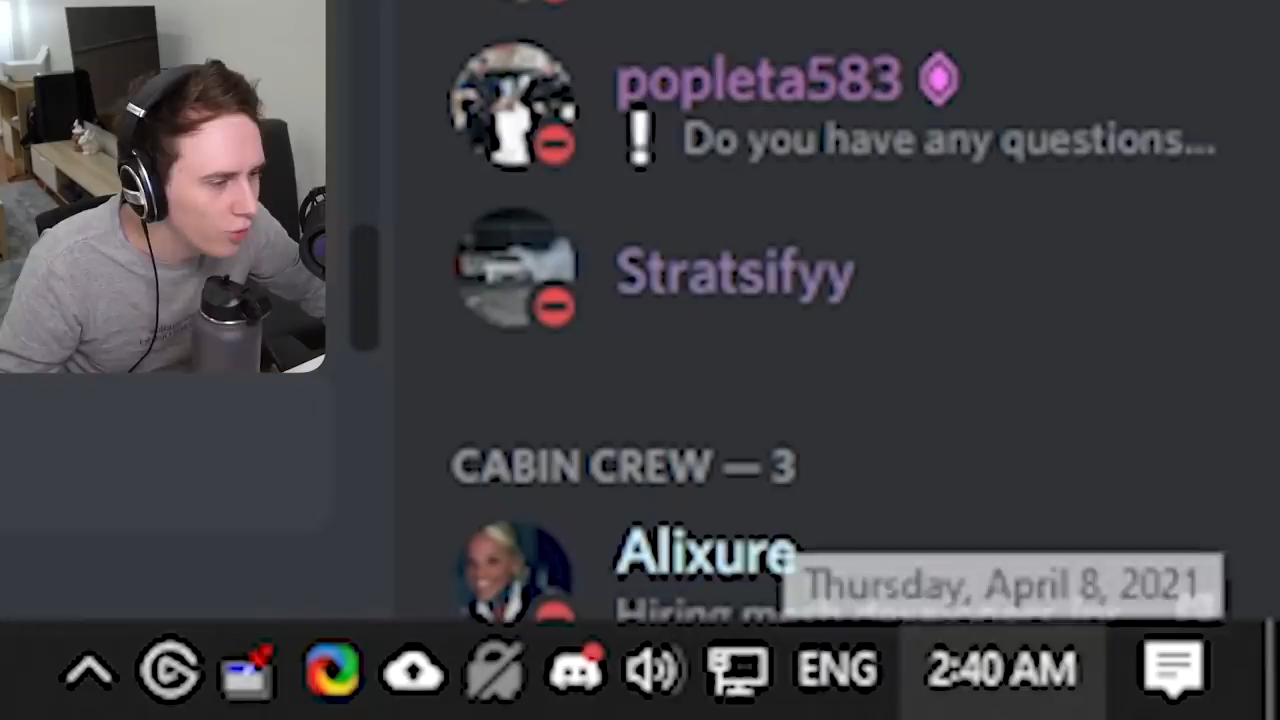 popleta583
! Do you have any questions...
Stratsifyy
CABIN CREW — 3
Alixure
Thursday, April 8, 2021
Hiring
ENG
2:40 AM